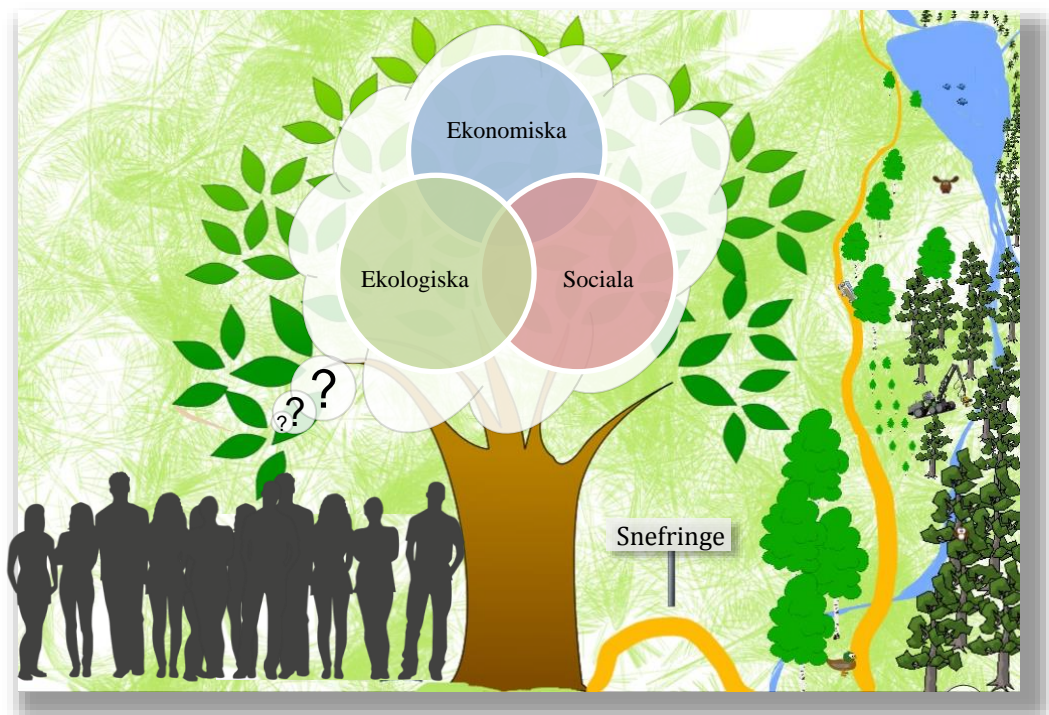 Ekonomiska
Ekologiska
Sociala
?
?
?
Snefringe